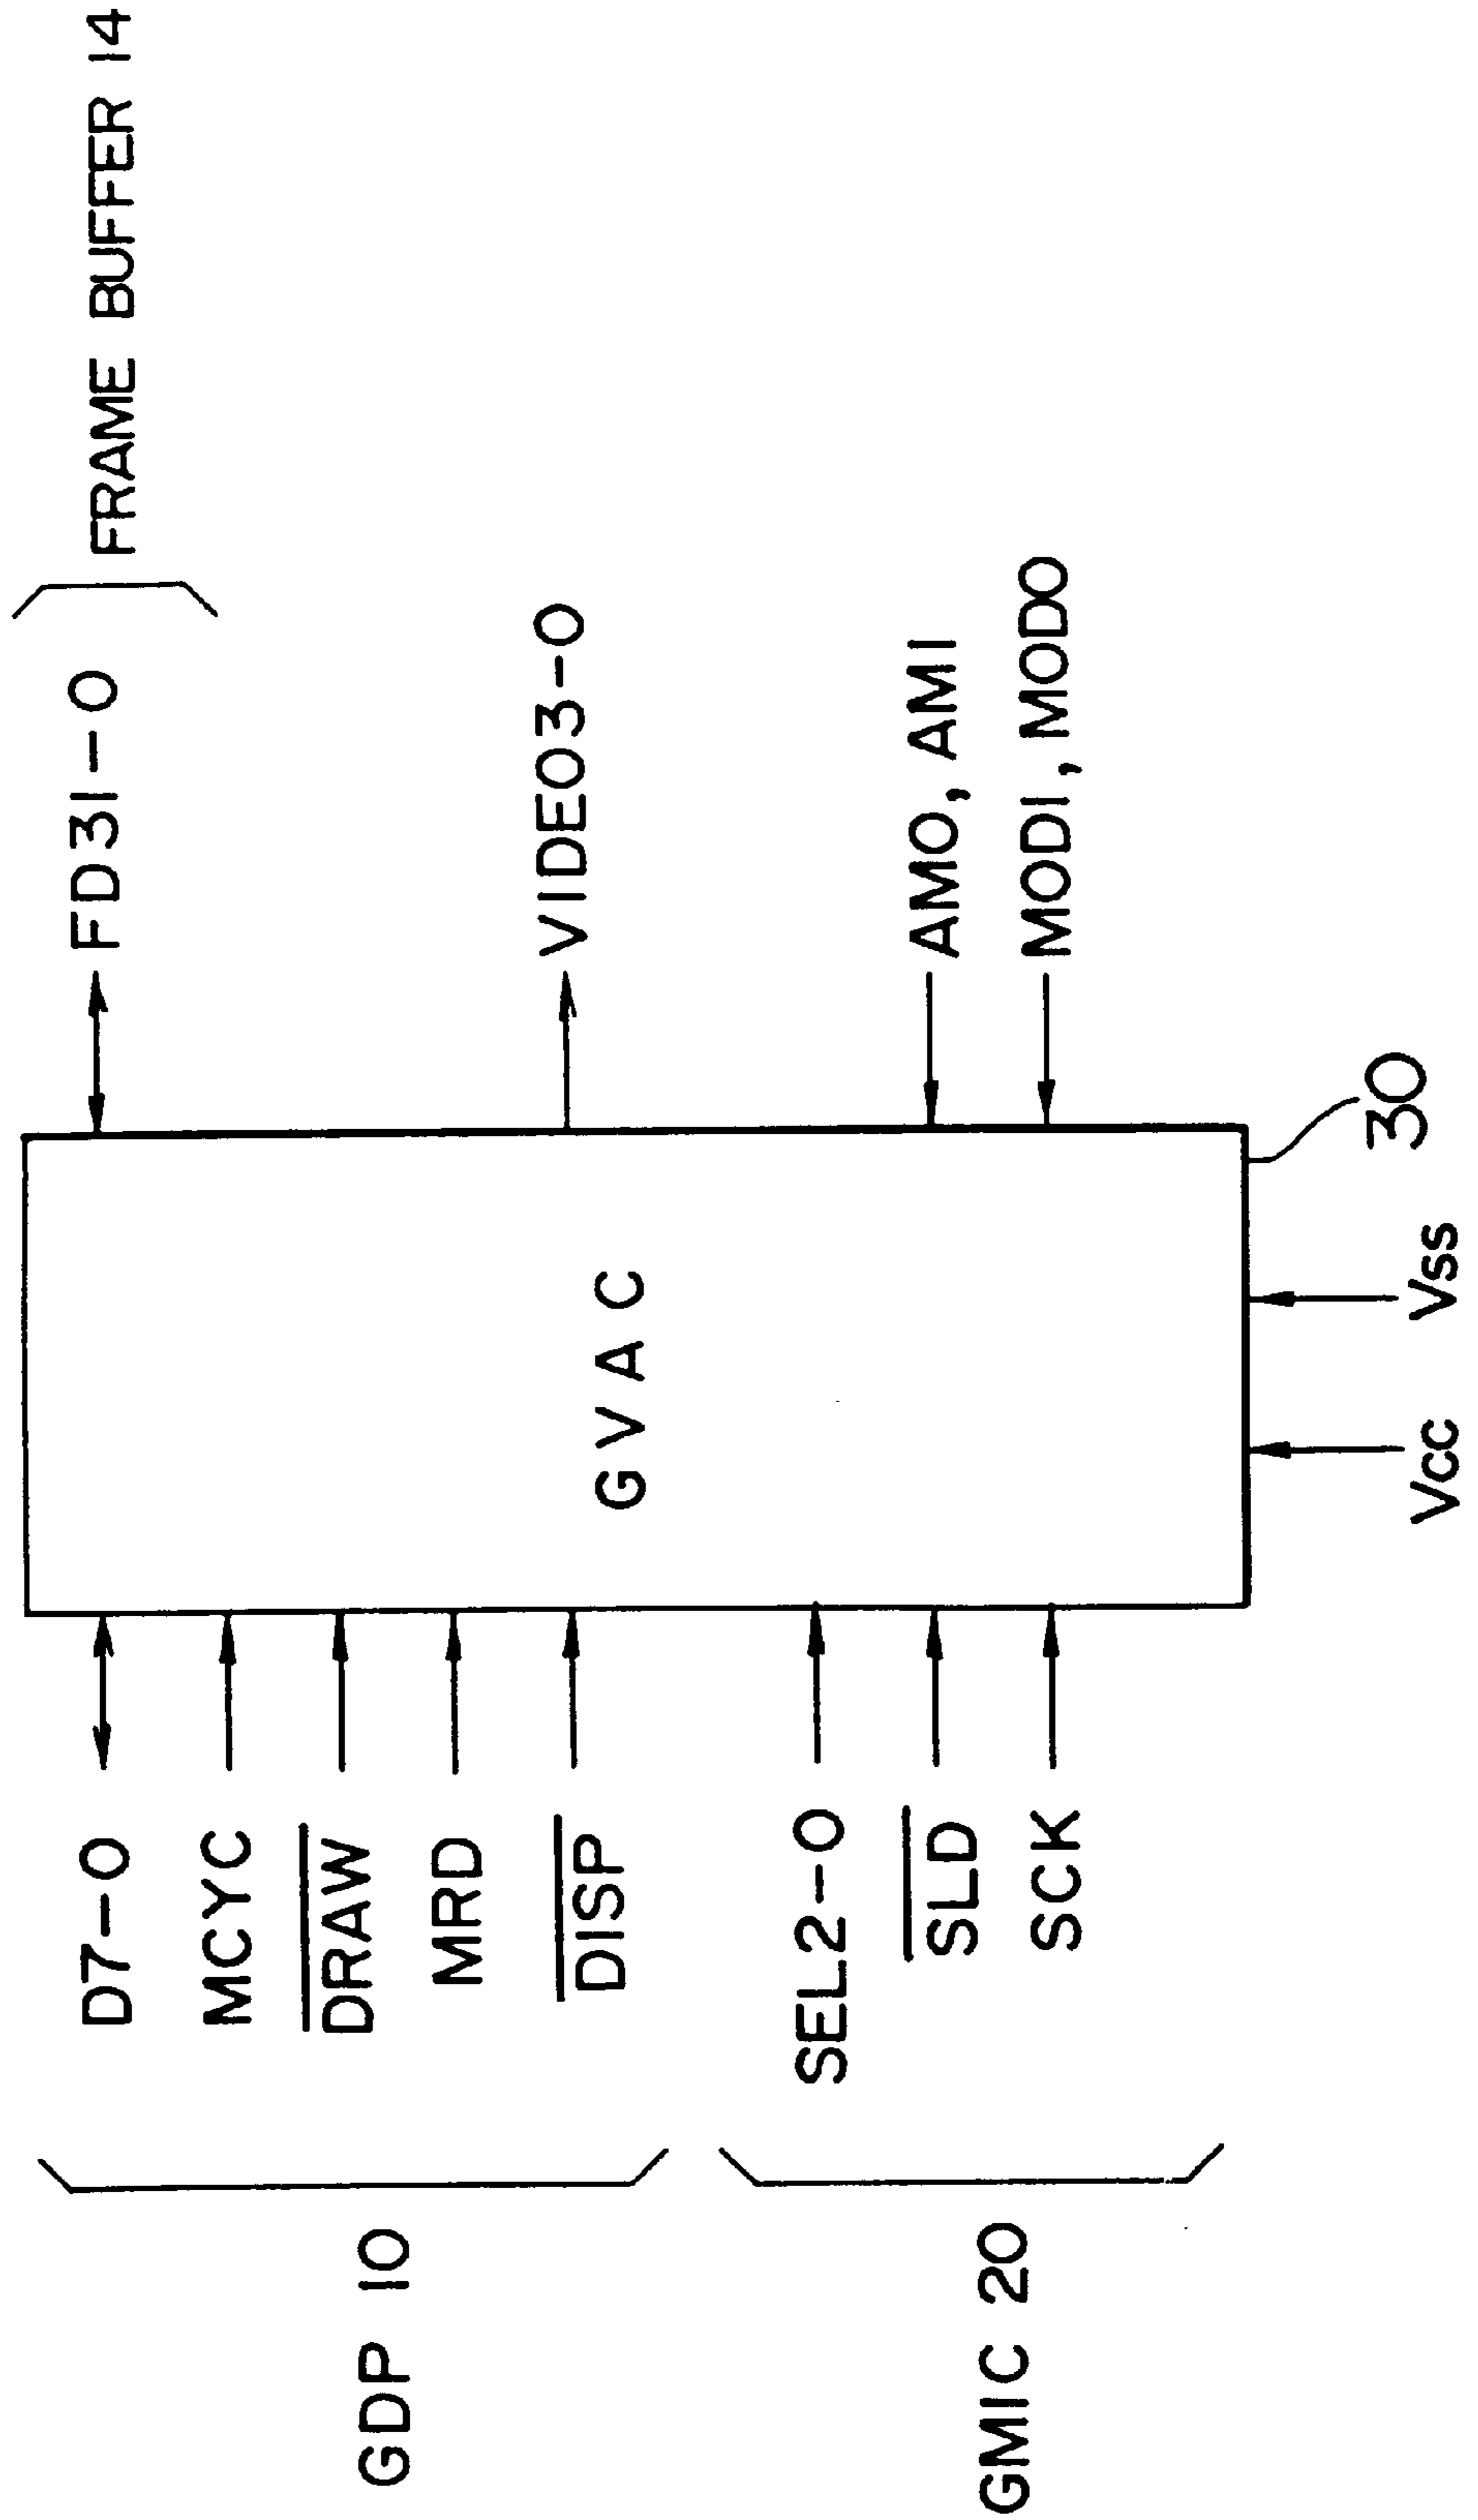 GDP 10
D7-0
MCYC
DRAW
MRD
DISP
GMIC 20
SEL2-0
SLD
SCK
GVAC
Vcc
Vss
30
FD31-0
FRAME BUFFER 14
VIDEO3-0
AM0, AM1
MOD1, MOD0